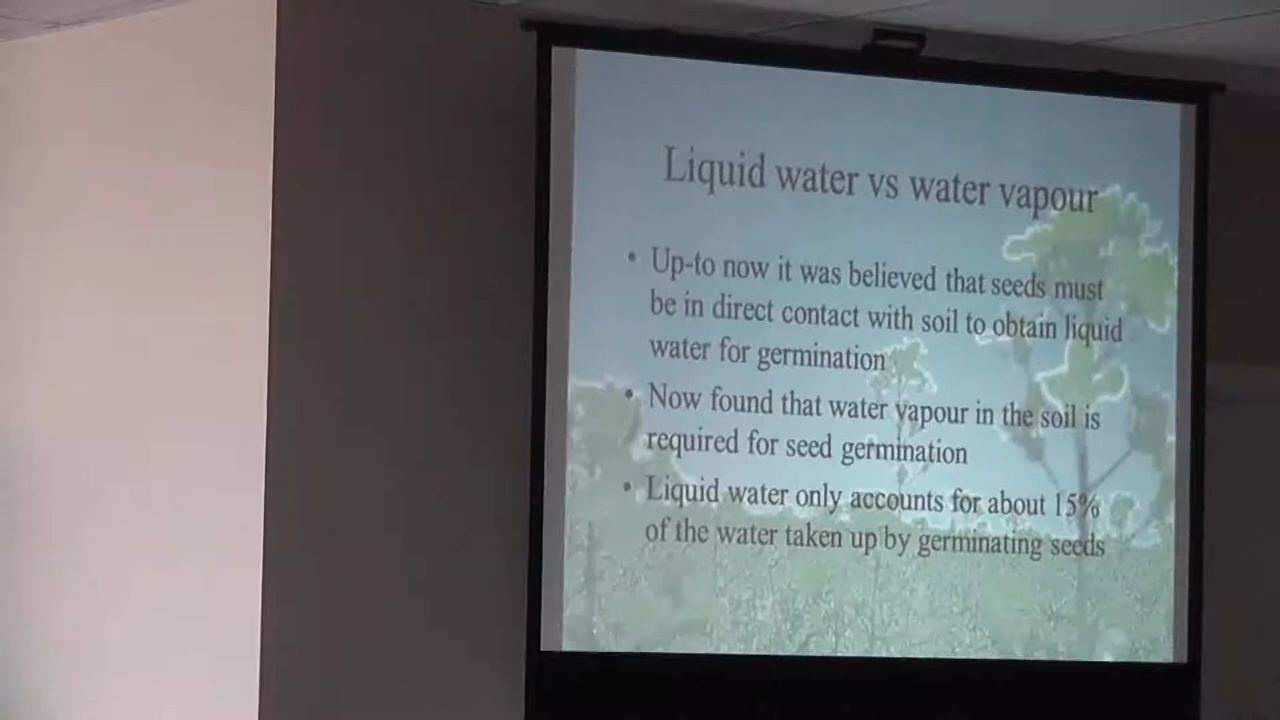 Liquid water vs water vapour
• Up-to now it was believed that seeds must
be in direct contact with soil to obtain liquid
water for germination
• Now found that water vapour in the soil is
required for seed germination
• Liquid water only accounts for about 15%
of the water taken up by germinating seeds